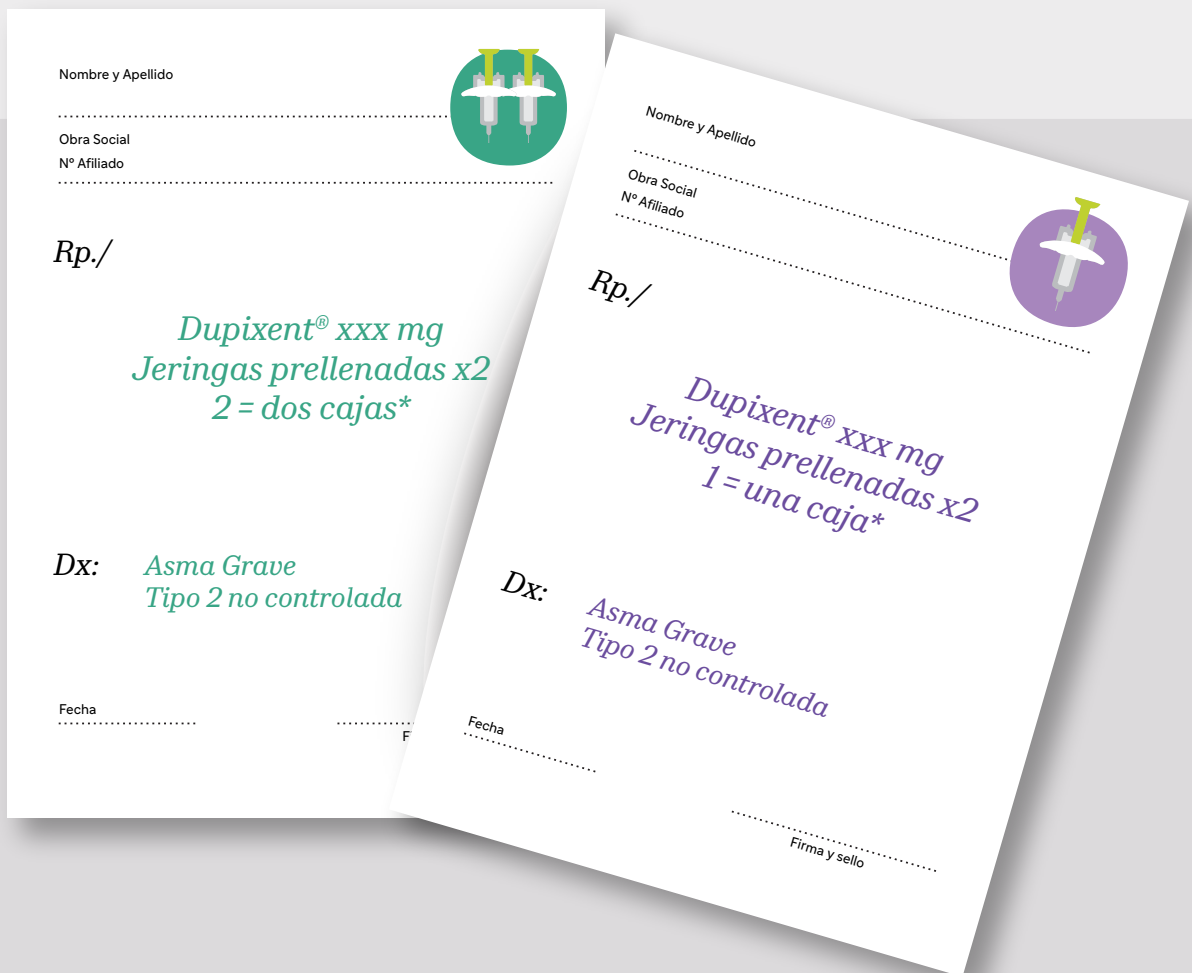 Nombre y Apellido
Obra Social
Nº Afiliado
Rp./
Dupixent® xxx mg
Jeringas prellenadas x2
2 = dos cajas*
Dx:
Asma Grave
Tipo 2 no controlada
Fecha
F
Nombre y Apellido
Obra Social
Nº Afiliado
Rp./
Dupixent® xxx mg
Jeringas prellenadas x2
1 = una caja*
Dx:
Asma Grave
Tipo 2 no controlada
Fecha
Firma y sello